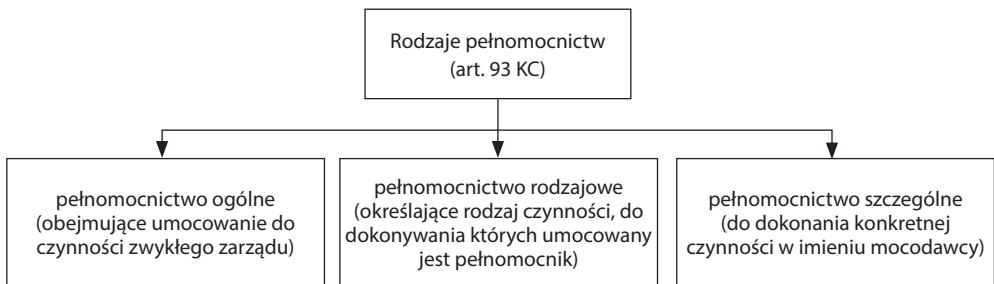 Rodzaje pełnomocnictw
(art. 93 KC)
pełnomocnictwo ogólne
(obejmujące umocowanie do
czynności zwykłego zarządu)
pełnomocnictwo rodzajowe
(określające rodzaj czynności, do
dokonywania których umocowany
jest pełnomocnik)
pełnomocnictwo szczególne
(do dokonania konkretnej
czynności w imieniu mocodawcy)